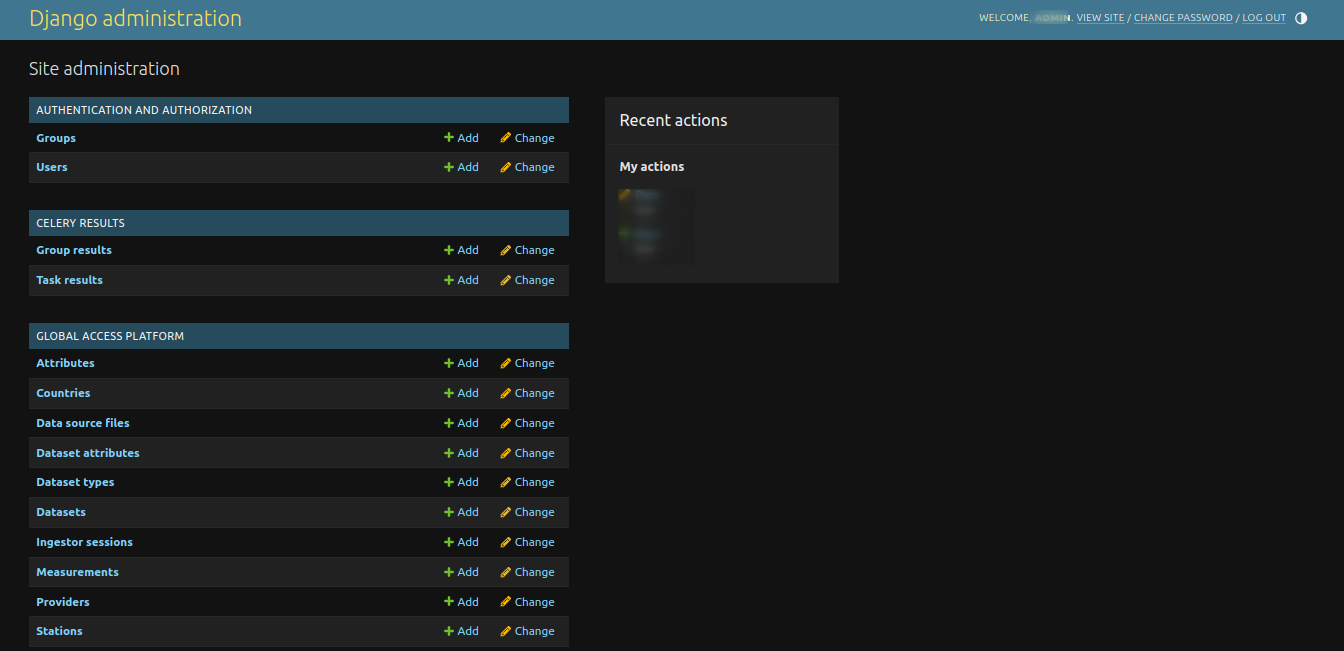 Django administration
WELCOME, ADMIN. VIEW SITE / CHANGE PASSWORD / LOG OUT
Site administration
AUTHENTICATION AND AUTHORIZATION
Groups Add Change
Users Add Change
CELERY RESULTS
Group results Add Change
Task results Add Change
GLOBAL ACCESS PLATFORM
Attributes Add Change
Countries Add Change
Data source files Add Change
Dataset attributes Add Change
Dataset types Add Change
Datasets Add Change
Ingestor sessions Add Change
Measurements Add Change
Providers Add Change
Stations Add Change
Recent actions
My actions